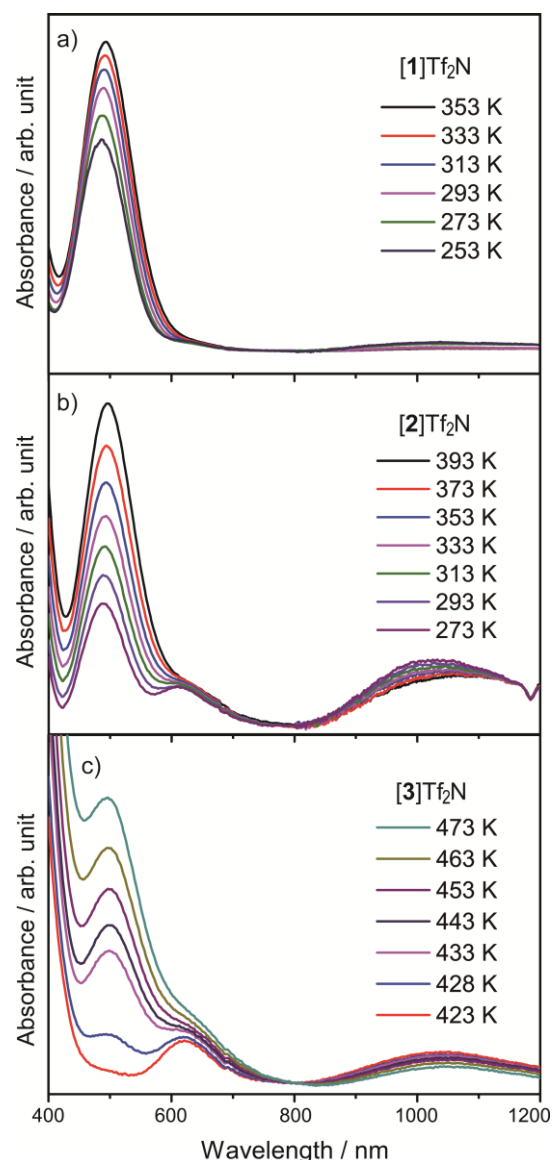 a)
[1]Tf₂N
353 K
333 K
313 K
293 K
273 K
253 K
Absorbance / arb. unit
b)
[2]Tf₂N
393 K
373 K
353 K
333 K
313 K
293 K
273 K
Absorbance / arb. unit
c)
[3]Tf₂N
473 K
463 K
453 K
443 K
433 K
428 K
423 K
Absorbance / arb. unit
400 600 800 1000 1200
Wavelength / nm